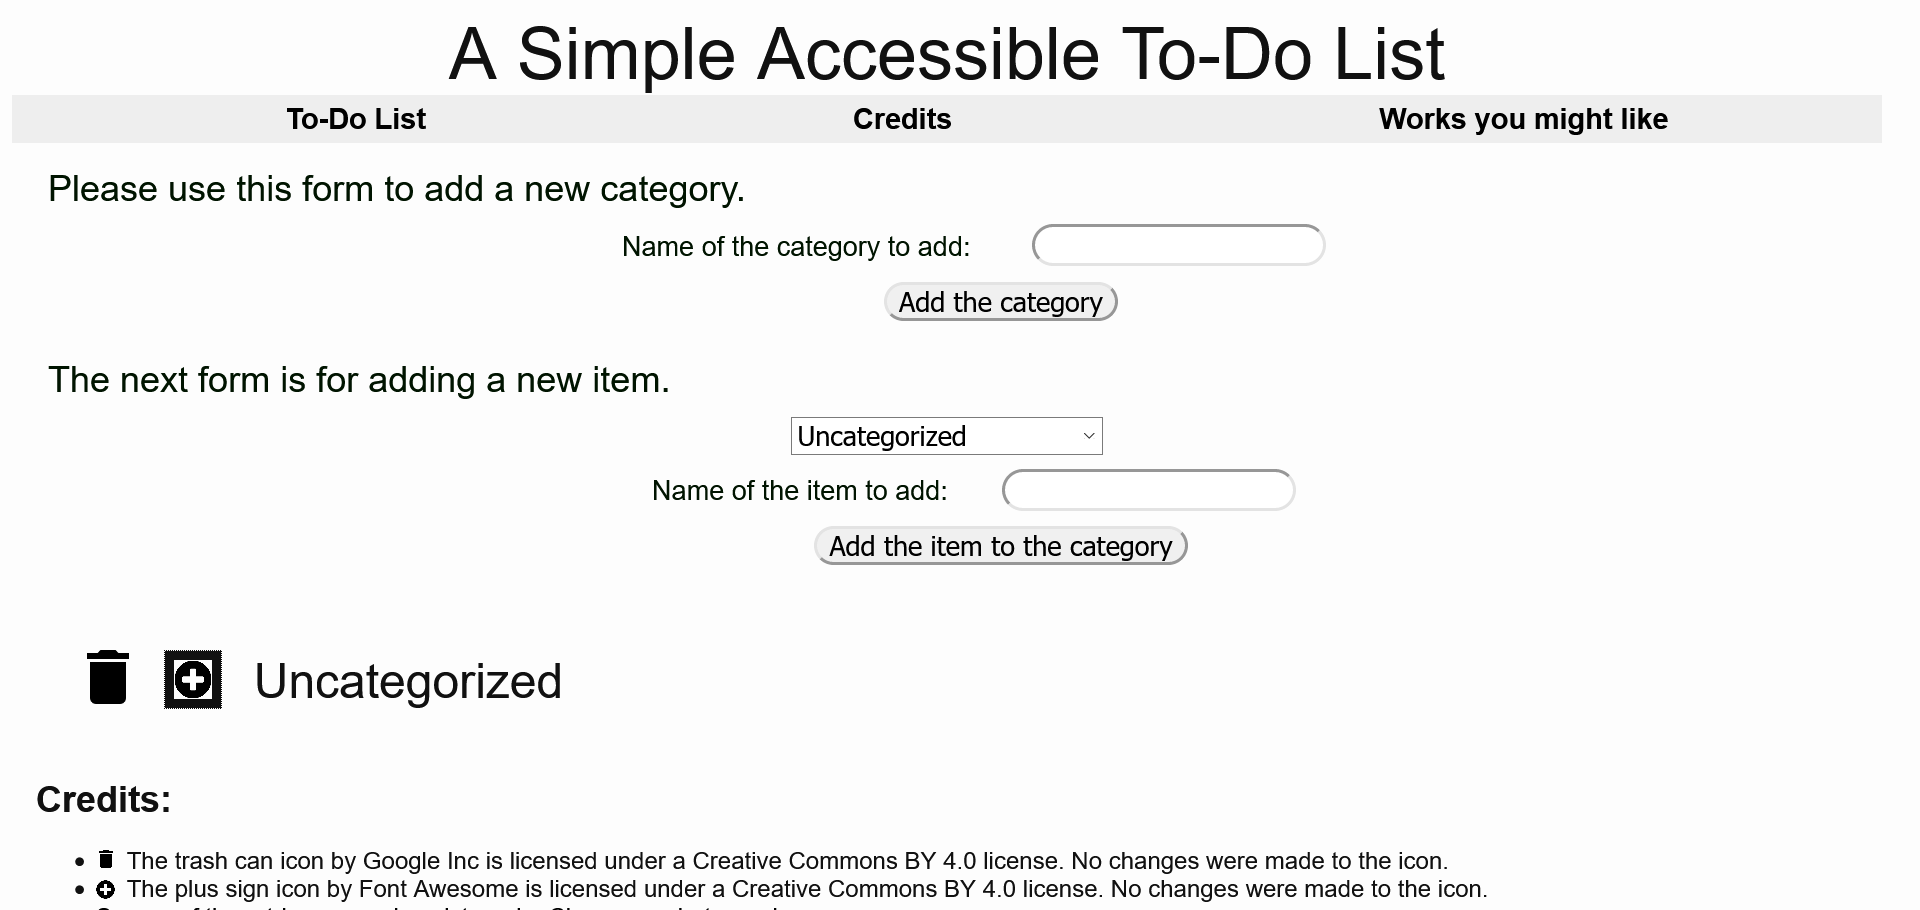 A Simple Accessible To-Do List
To-Do List Credits Works you might like
Please use this form to add a new category.
Name of the category to add:
Add the category
The next form is for adding a new item.
Uncategorized
Name of the item to add:
Add the item to the category
Uncategorized
Credits:
The trash can icon by Google Inc is licensed under a Creative Commons BY 4.0 license. No changes were made to the icon.
The plus sign icon by Font Awesome is licensed under a Creative Commons BY 4.0 license. No changes were made to the icon.